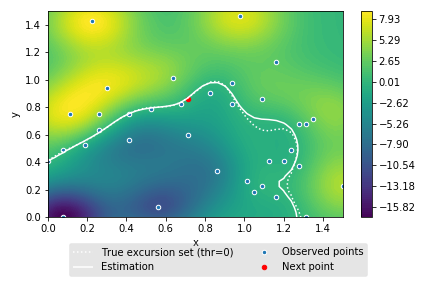 y
1.4
1.2
1.0
0.8
0.6
0.4
0.2
0.0
0.0 0.2 0.4 0.6 0.8 1.0 1.2 1.4
x
7.93
5.29
2.65
0.01
−2.62
−5.26
−7.90
−10.54
−13.18
−15.82
True excursion set (thr=0)
Estimation
Observed points
Next point